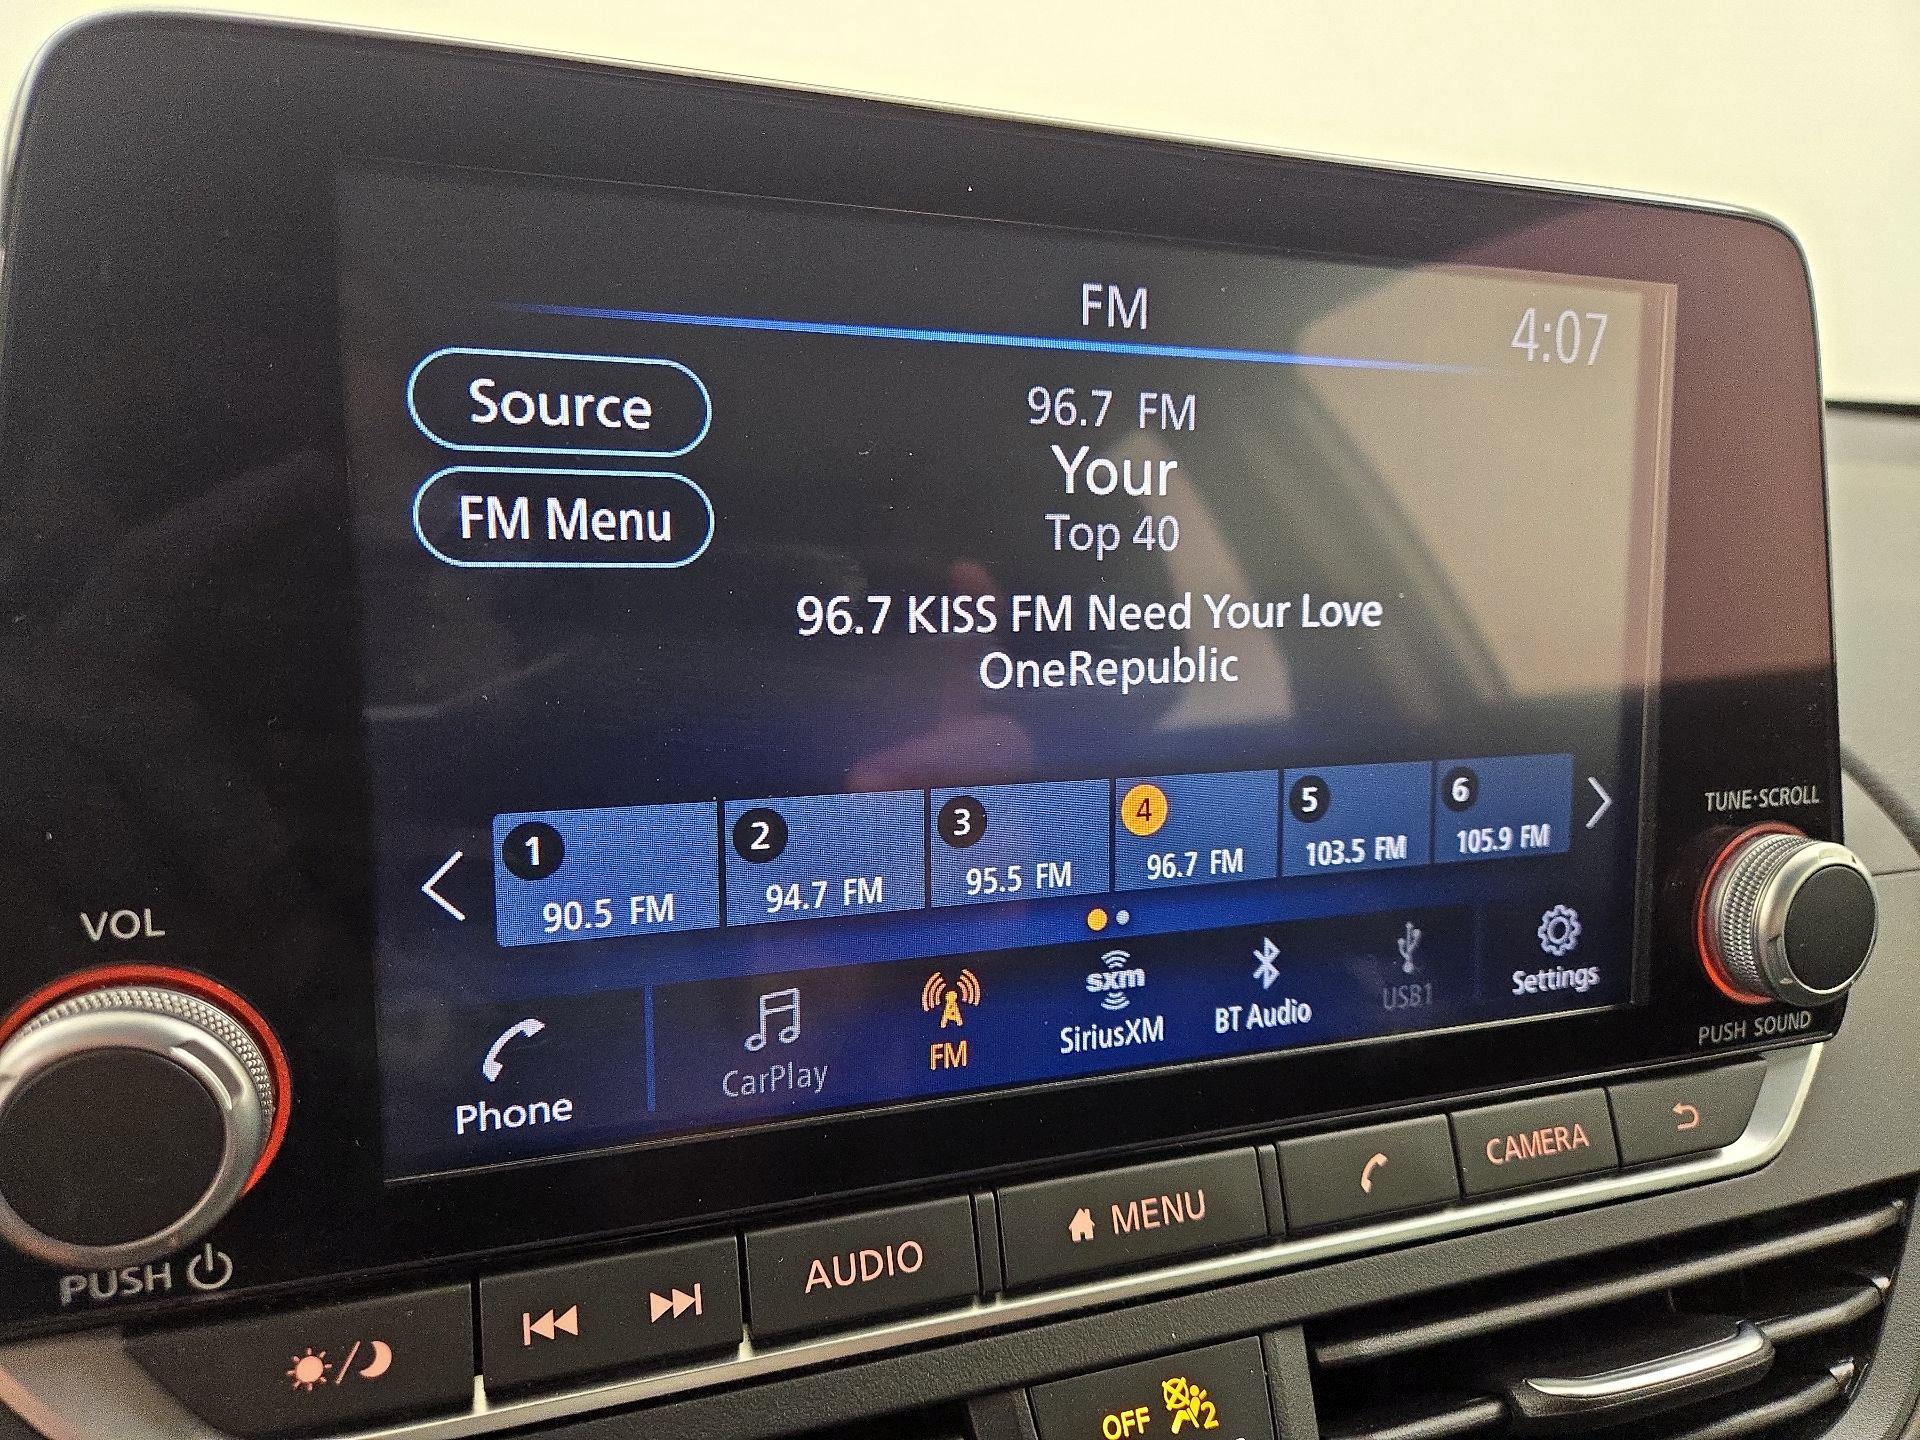 FM
4:07
Source
96.7 FM
Your
FM Menu
Top 40
96.7 KISS FM Need Your Love
OneRepublic
1
90.5 FM
2
94.7 FM
3
95.5 FM
4
96.7 FM
5
103.5 FM
6
105.9 FM
TUNE·SCROLL
VOL
Phone
CarPlay
FM
sxm
SiriusXM
BT Audio
USB1
Settings
PUSH SOUND
PUSH
AUDIO
MENU
CAMERA
OFF
2